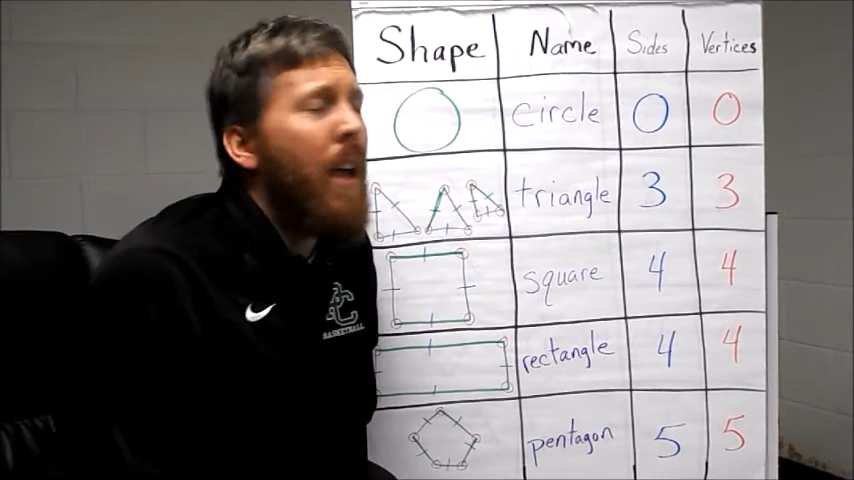 Shape Name Sides Vertices
circle 0 0
triangle 3 3
square 4 4
rectangle 4 4
pentagon 5 5
BASKETBALL